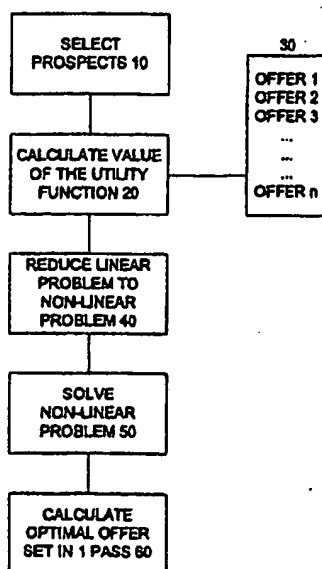 SELECT
PROSPECTS 10
30
OFFER 1
OFFER 2
OFFER 3
...
...
...
OFFER n
CALCULATE VALUE
OF THE UTILITY
FUNCTION 20
REDUCE LINEAR
PROBLEM TO
NON-LINEAR
PROBLEM 40
SOLVE
NON-LINEAR
PROBLEM 50
CALCULATE
OPTIMAL OFFER
SET IN 1 PASS 60